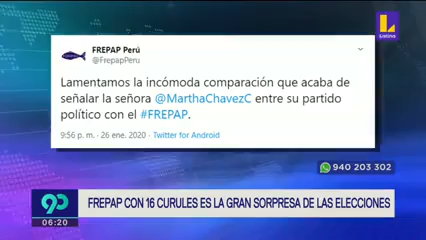 Latina
FREPAP Perú
@FrepapPeru
Lamentamos la incómoda comparación que acaba de
señalar la señora @MarthaChavezC entre su partido
político con el #FREPAP.
9:56 p. m. · 26 ene. 2020 · Twitter for Android
940 203 302
90
06:20
FREPAP CON 16 CURULES ES LA GRAN SORPRESA DE LAS ELECCIONES